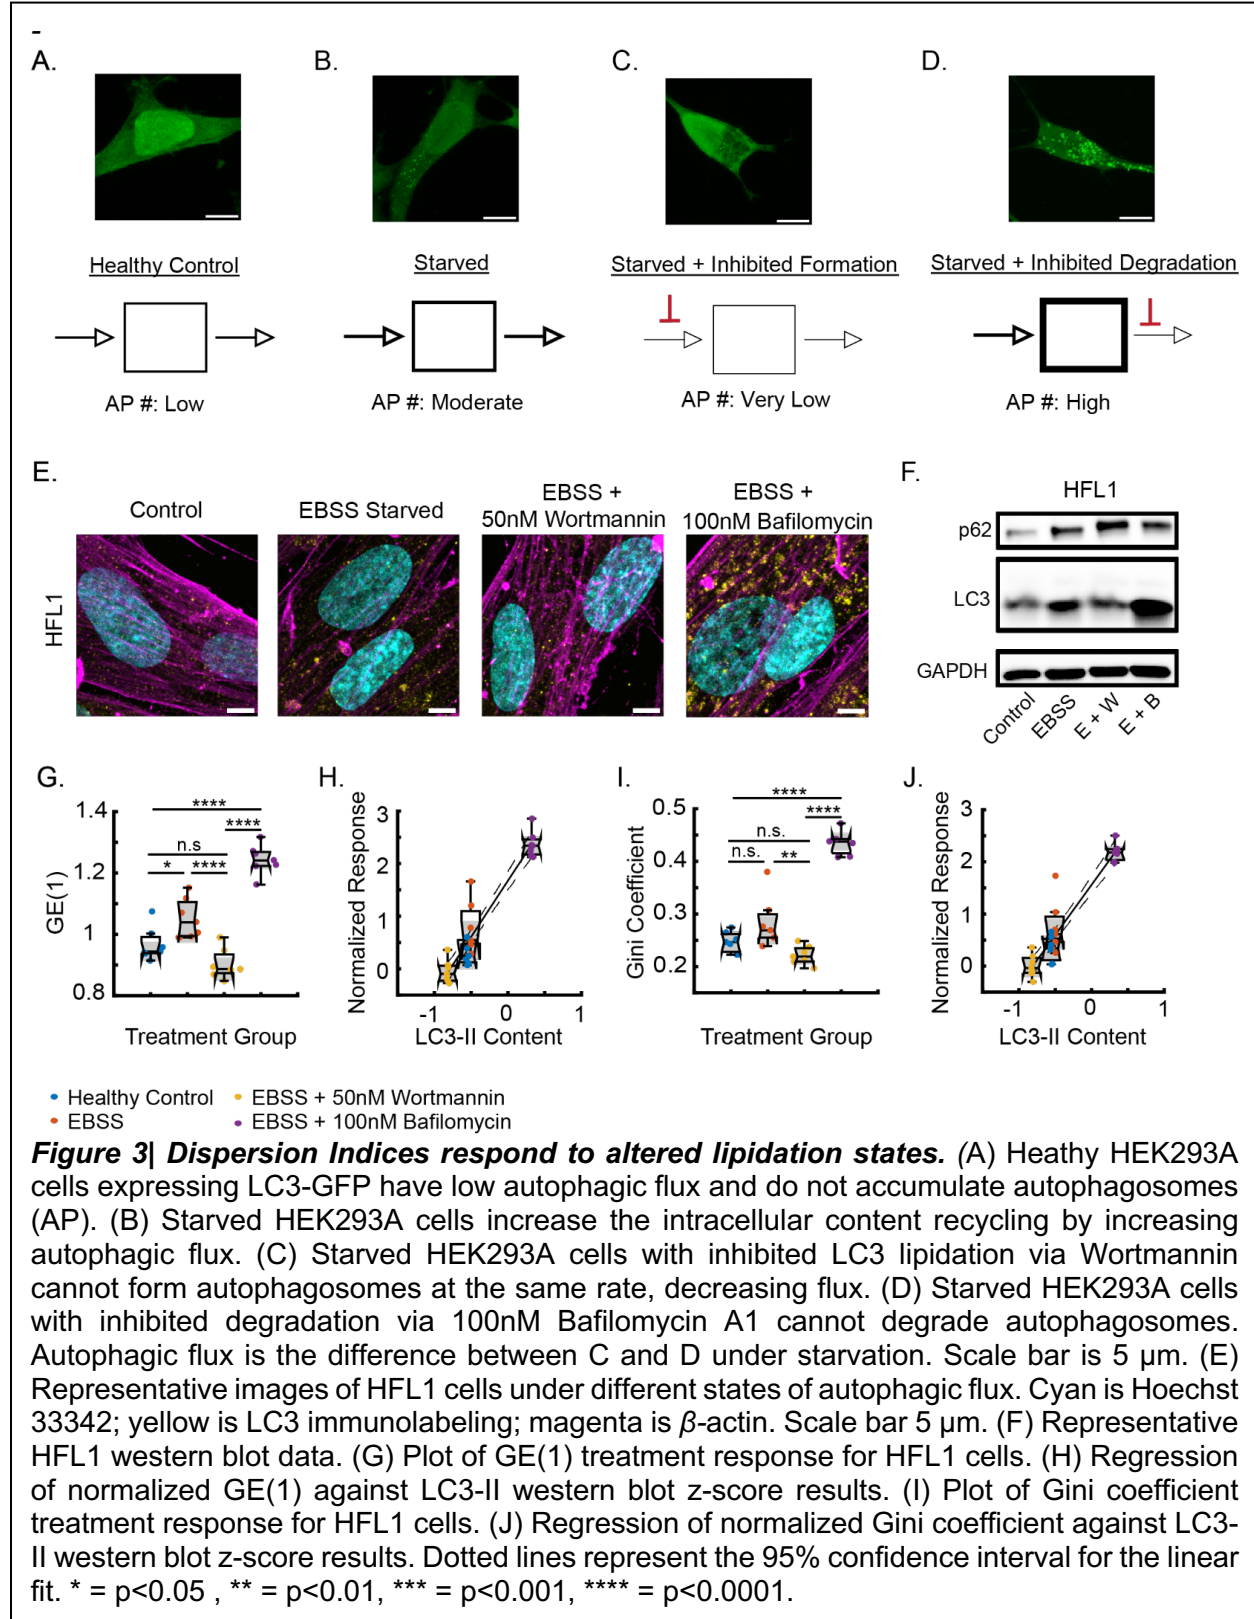 -
A. B. C. D.
Healthy Control Starved Starved + Inhibited Formation Starved + Inhibited Degradation
AP #: Low AP #: Moderate AP #: Very Low AP #: High
E. F.
Control EBSS Starved EBSS + 50nM Wortmannin EBSS + 100nM Bafilomycin
HFL1
HFL1
p62
LC3
GAPDH
Control EBSS E + W E + B
G. H. I. J.
GE(1)
1.4
1.2
1
0.8
****
****
n.s
* ****
Treatment Group
Normalized Response
3
2
1
0
-1 0 1
LC3-II Content
Gini Coefficient
0.5
0.4
0.3
0.2
****
****
n.s.
n.s. **
Treatment Group
Normalized Response
3
2
1
0
-1 0 1
LC3-II Content
Healthy Control EBSS + 50nM Wortmannin
EBSS EBSS + 100nM Bafilomycin
Figure 3| Dispersion Indices respond to altered lipidation states. (A) Heathy HEK293A
cells expressing LC3-GFP have low autophagic flux and do not accumulate autophagosomes
(AP). (B) Starved HEK293A cells increase the intracellular content recycling by increasing
autophagic flux. (C) Starved HEK293A cells with inhibited LC3 lipidation via Wortmannin
cannot form autophagosomes at the same rate, decreasing flux. (D) Starved HEK293A cells
with inhibited degradation via 100nM Bafilomycin A1 cannot degrade autophagosomes.
Autophagic flux is the difference between C and D under starvation. Scale bar is 5 µm. (E)
Representative images of HFL1 cells under different states of autophagic flux. Cyan is Hoechst
33342; yellow is LC3 immunolabeling; magenta is β-actin. Scale bar 5 µm. (F) Representative
HFL1 western blot data. (G) Plot of GE(1) treatment response for HFL1 cells. (H) Regression
of normalized GE(1) against LC3-II western blot z-score results. (I) Plot of Gini coefficient
treatment response for HFL1 cells. (J) Regression of normalized Gini coefficient against LC3-
II western blot z-score results. Dotted lines represent the 95% confidence interval for the linear
fit. * = p<0.05 , ** = p<0.01, *** = p<0.001, **** = p<0.0001.